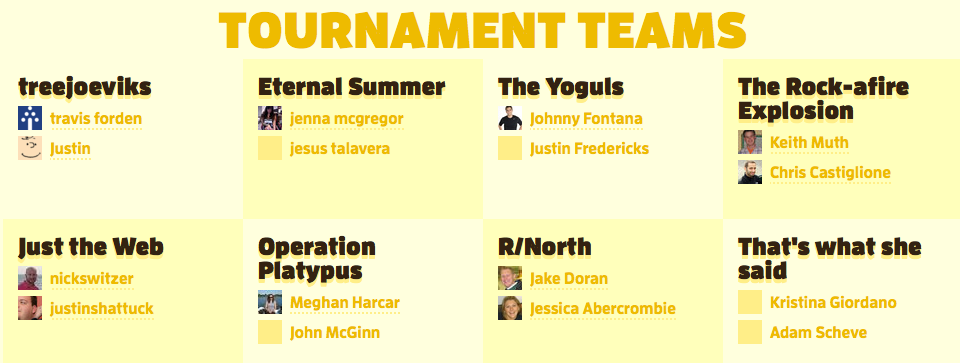 TOURNAMENT TEAMS
treejoeviks
travis forden
Justin
Eternal Summer
jenna mcgregor
jesus talavera
The Yoguls
Johnny Fontana
Justin Fredericks
The Rock-afire
Explosion
Keith Muth
Chris Castiglione
Just the Web
nickswitzer
justinshattuck
Operation
Platypus
Meghan Harcar
John McGinn
R/North
Jake Doran
Jessica Abercrombie
That's what she
said
Kristina Giordano
Adam Scheve